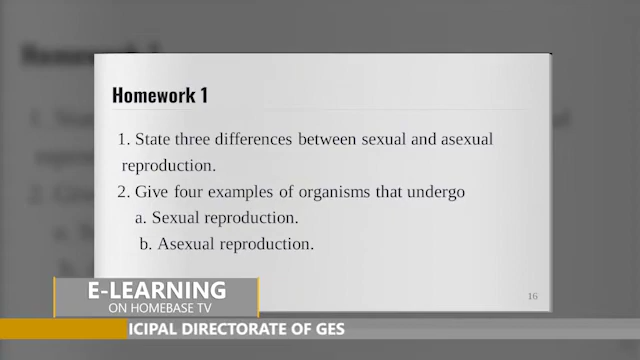 Homework 1
1. State three differences between sexual and asexual
reproduction.
2. Give four examples of organisms that undergo
a. Sexual reproduction.
b. Asexual reproduction.
16
E-LEARNING
ON HOMEBASE TV
ICIPAL DIRECTORATE OF GES